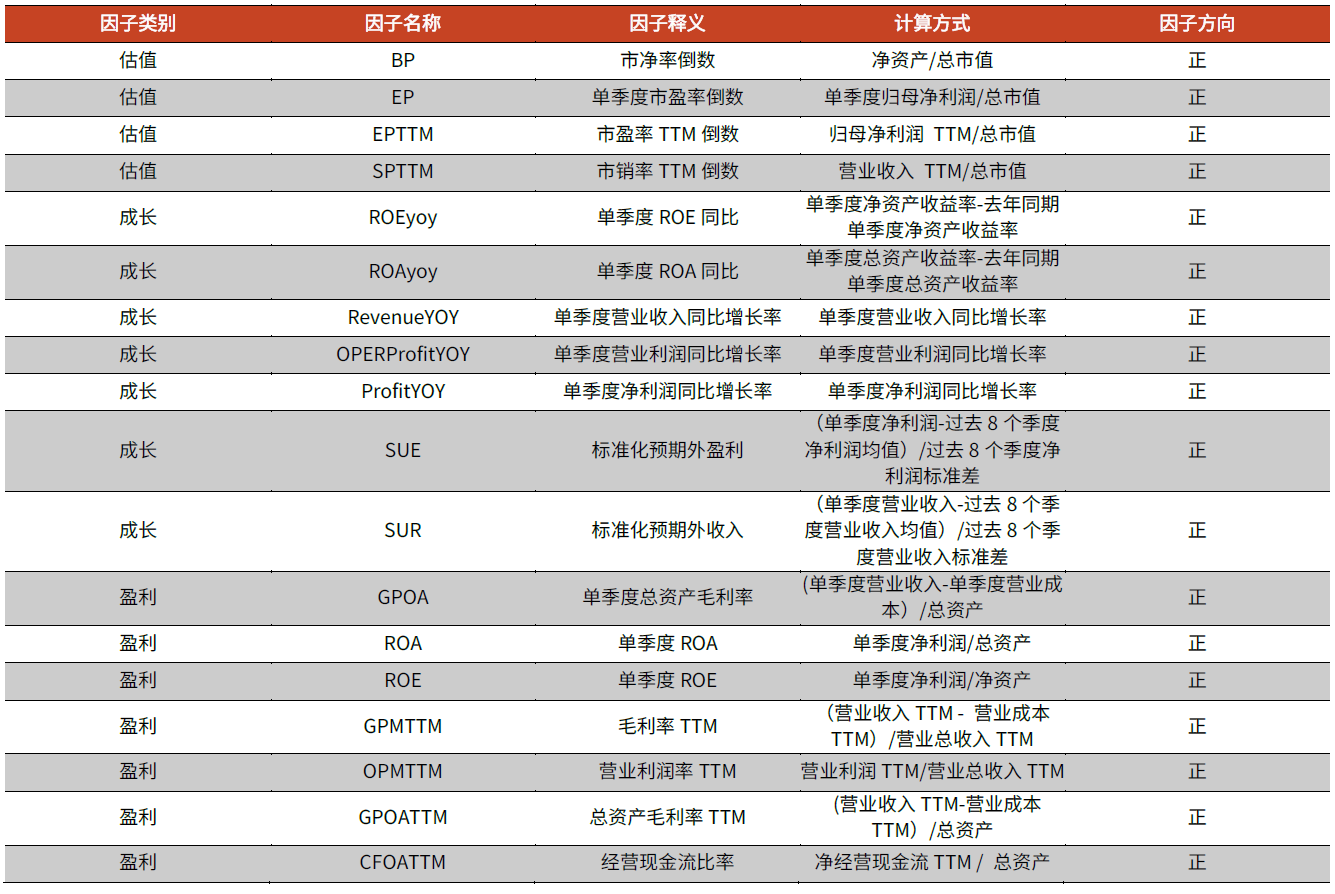 因子类别 因子名称 因子释义 计算方式 因子方向
估值 BP 市净率倒数 净资产/总市值 正
估值 EP 单季度市盈率倒数 单季度归母净利润/总市值 正
估值 EPTTM 市盈率 TTM 倒数 归母净利润 TTM/总市值 正
估值 SPTTM 市销率 TTM 倒数 营业收入 TTM/总市值 正
成长 ROEyoy 单季度 ROE 同比 单季度净资产收益率-去年同期
单季度净资产收益率 正
成长 ROAyoy 单季度 ROA 同比 单季度总资产收益率-去年同期
单季度总资产收益率 正
成长 RevenueYOY 单季度营业收入同比增长率 单季度营业收入同比增长率 正
成长 OPERProfitYOY 单季度营业利润同比增长率 单季度营业利润同比增长率 正
成长 ProfitYOY 单季度净利润同比增长率 单季度净利润同比增长率 正
成长 SUE 标准化预期外盈利 （单季度净利润-过去 8 个季度
净利润均值）/过去 8 个季度净
利润标准差 正
成长 SUR 标准化预期外收入 （单季度营业收入-过去 8 个季
度营业收入均值）/过去 8 个季
度营业收入标准差 正
盈利 GPOA 单季度总资产毛利率 (单季度营业收入-单季度营业成
本）/总资产 正
盈利 ROA 单季度 ROA 单季度净利润/总资产 正
盈利 ROE 单季度 ROE 单季度净利润/净资产 正
盈利 GPMTTM 毛利率 TTM （营业收入 TTM - 营业成本
TTM）/营业总收入 TTM 正
盈利 OPMTTM 营业利润率 TTM 营业利润 TTM/营业总收入 TTM 正
盈利 GPOATTM 总资产毛利率 TTM (营业收入 TTM-营业成本
TTM）/总资产 正
盈利 CFOATTM 经营现金流比率 净经营现金流 TTM / 总资产 正